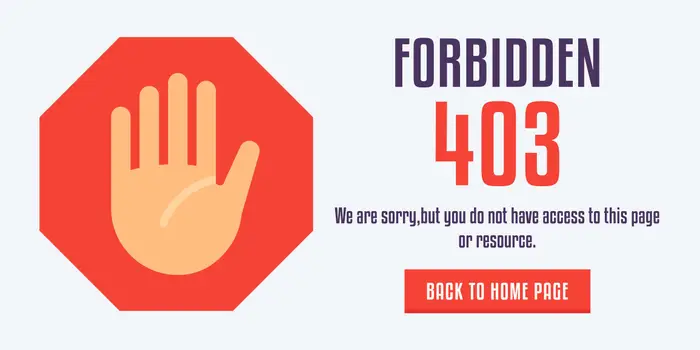 FORBIDDEN
403
We are sorry,but you do not have access to this page
or resource.
BACK TO HOME PAGE